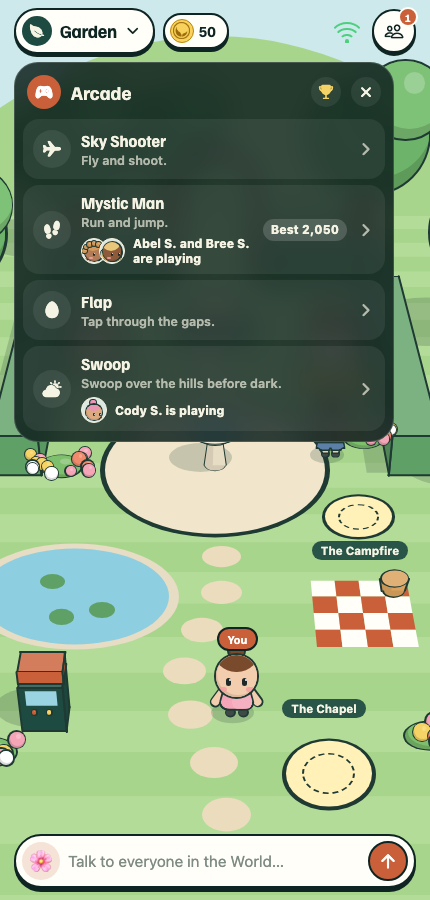 Garden
50
1
Arcade
Sky Shooter
Fly and shoot.
Mystic Man
Run and jump.
Abel S. and Bree S.
are playing
Best 2,050
Flap
Tap through the gaps.
Swoop
Swoop over the hills before dark.
Cody S. is playing
The Campfire
You
The Chapel
Talk to everyone in the World...